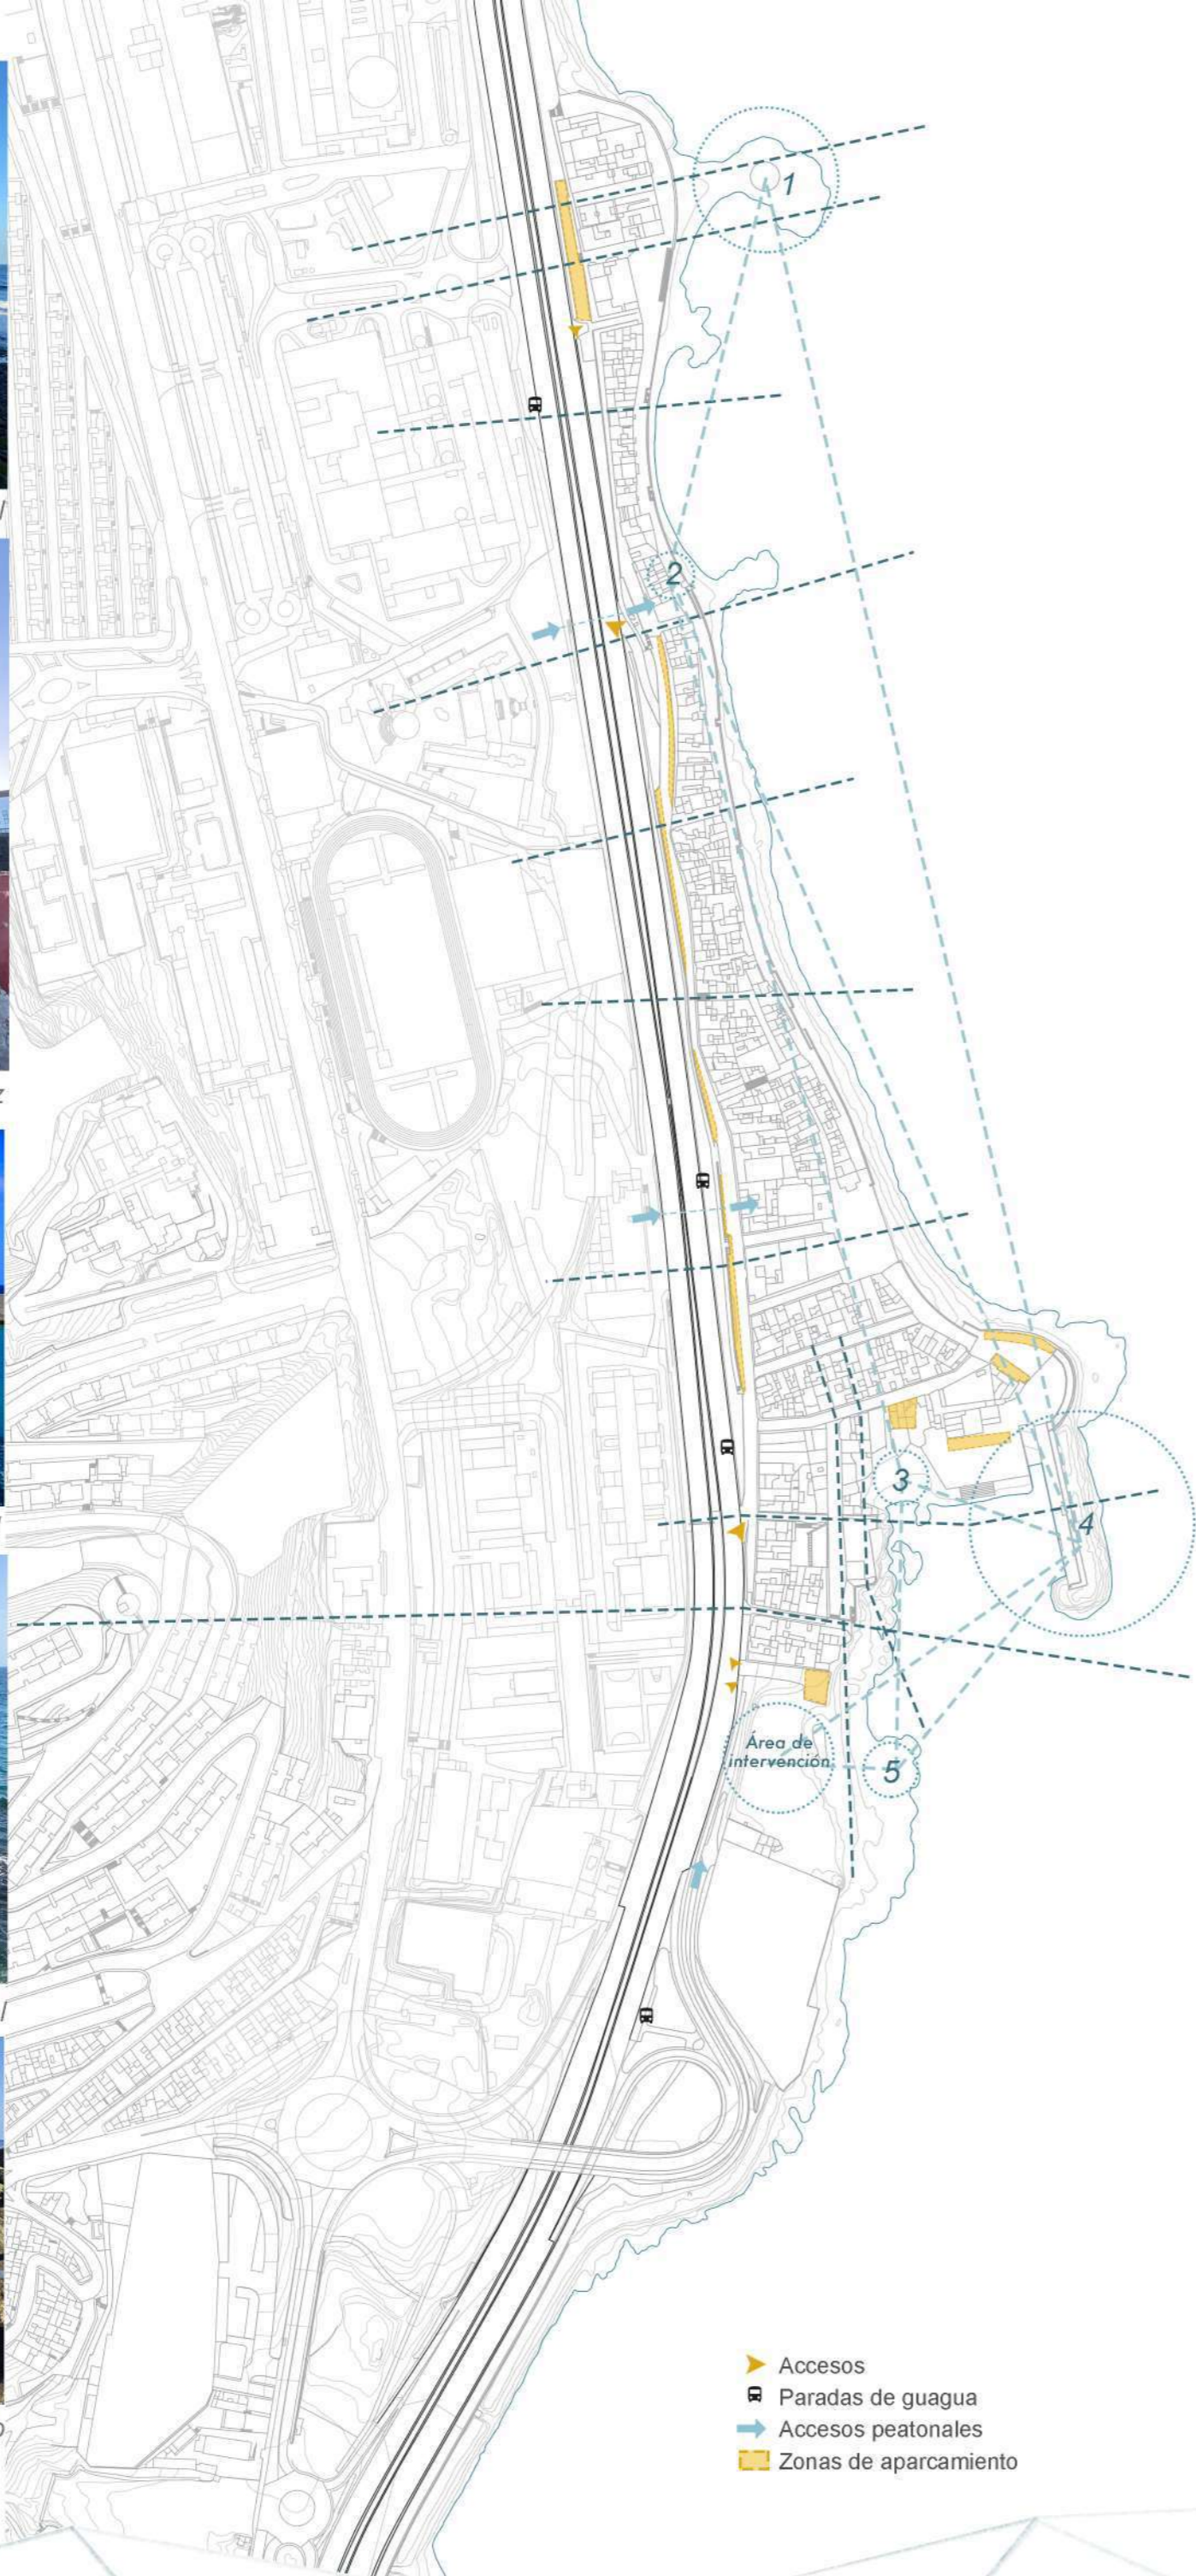 1
2
3
4
Área de
intervención
5
Accesos
Paradas de guagua
Accesos peatonales
Zonas de aparcamiento